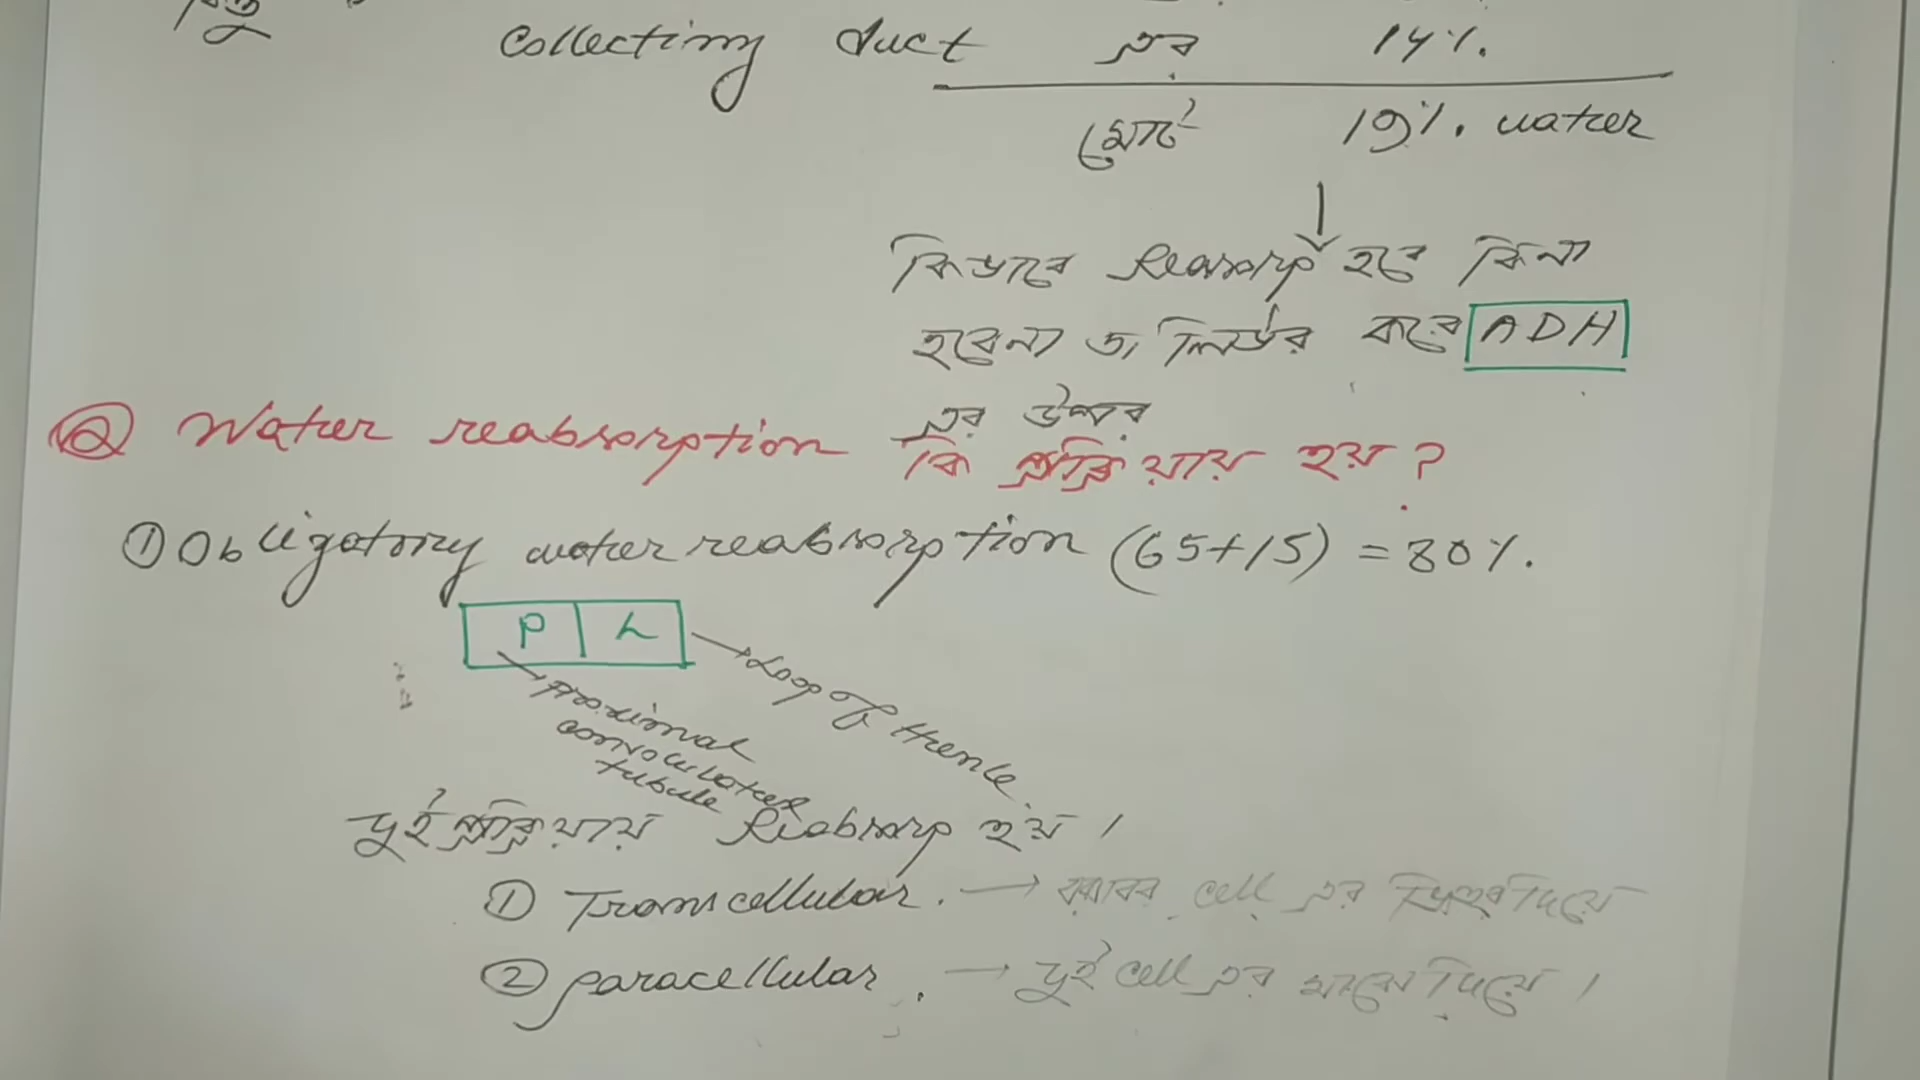 Collecting duct এর 14%.
মোট 19%. water
কিভাবে Reasorp হবে কিনা
হবেনা তা নির্ভর করে ADH
এর উপর
Q Water reabsorption কি প্রক্রিয়ায় হয়?
① Obligatory water reabsorption (65+15) = 80%.
P L
Loop of Henle
Proximal
convoluted
tubule
দুই প্রক্রিয়ায় Reabsorp হয়।
① Transcellular. → বরাবর cell এর ভিতর দিয়ে
② paracellular. → দুই cell এর মাঝে দিয়ে।